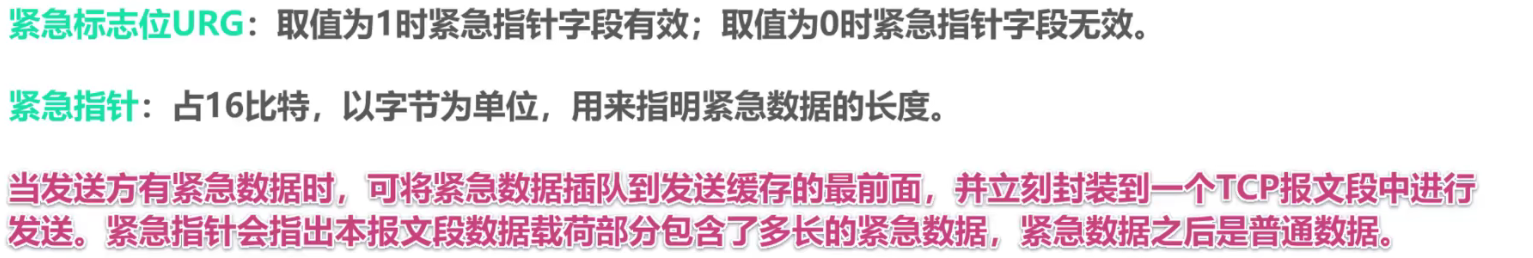 紧急标志位URG：取值为1时紧急指针字段有效；取值为0时紧急指针字段无效。
紧急指针：占16比特，以字节为单位，用来指明紧急数据的长度。
当发送方有紧急数据时，可将紧急数据插队到发送缓存的最前面，并立刻封装到一个TCP报文段中进行
发送。紧急指针会指出本报文段数据载荷部分包含了多长的紧急数据，紧急数据之后是普通数据。